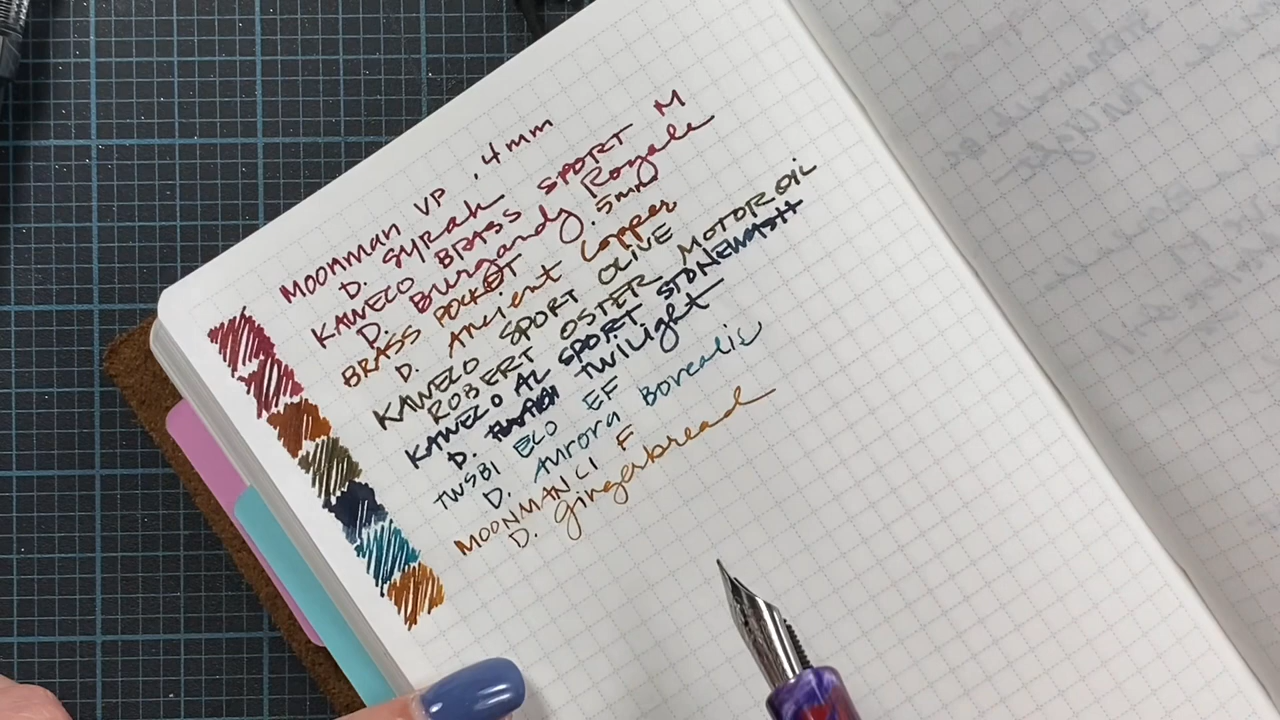 MOONMAN VP .4mm
D. SYRAH
KAWECO BRASS SPORT M
D. Burgandy Royale
BRASS POCKET .5mm
D. Ancient Copper
KAWECO SPORT OLIVE
ROBERT OSTER MOTOR OIL
KAWECO AL SPORT STONEWASH
D. TWILIGHT
TWSBI ECO EF
D. Aurora Borealis
MOONMAN C1 F
D. gingerbread